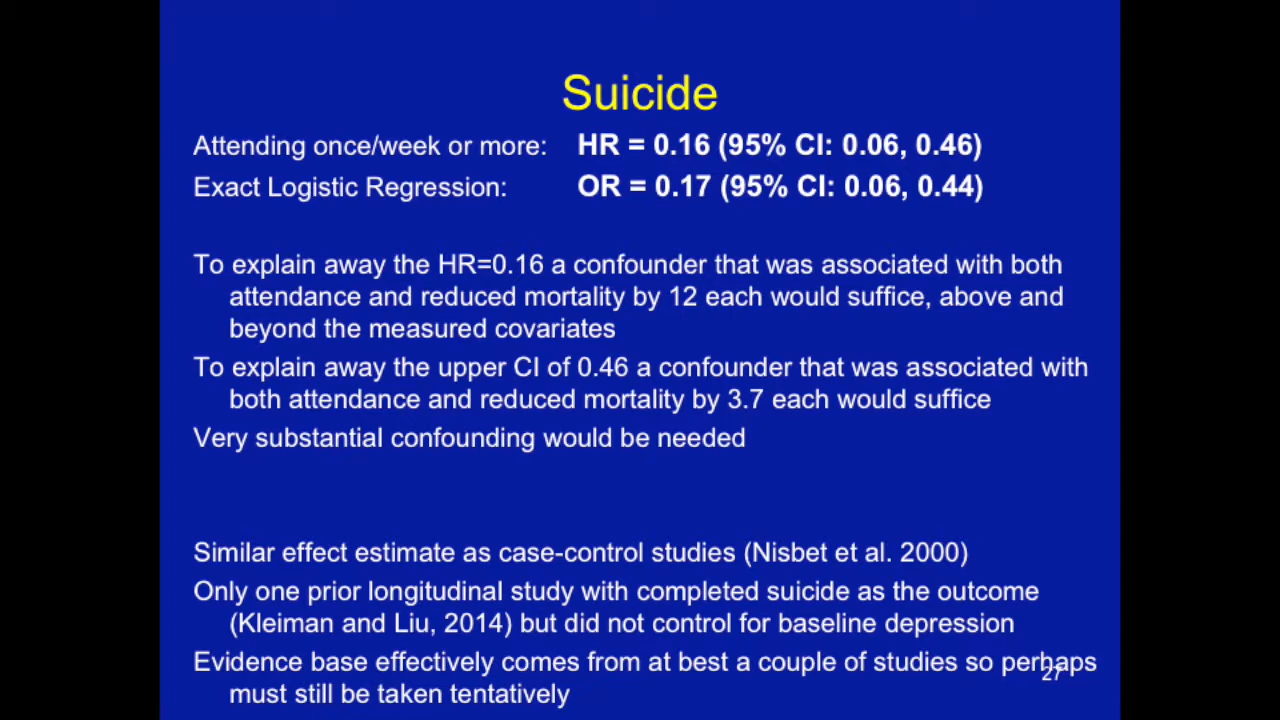 Suicide
Attending once/week or more: HR = 0.16 (95% CI: 0.06, 0.46)
Exact Logistic Regression: OR = 0.17 (95% CI: 0.06, 0.44)
To explain away the HR=0.16 a confounder that was associated with both
attendance and reduced mortality by 12 each would suffice, above and
beyond the measured covariates
To explain away the upper CI of 0.46 a confounder that was associated with
both attendance and reduced mortality by 3.7 each would suffice
Very substantial confounding would be needed
Similar effect estimate as case-control studies (Nisbet et al. 2000)
Only one prior longitudinal study with completed suicide as the outcome
(Kleiman and Liu, 2014) but did not control for baseline depression
Evidence base effectively comes from at best a couple of studies so perhaps
must still be taken tentatively
27